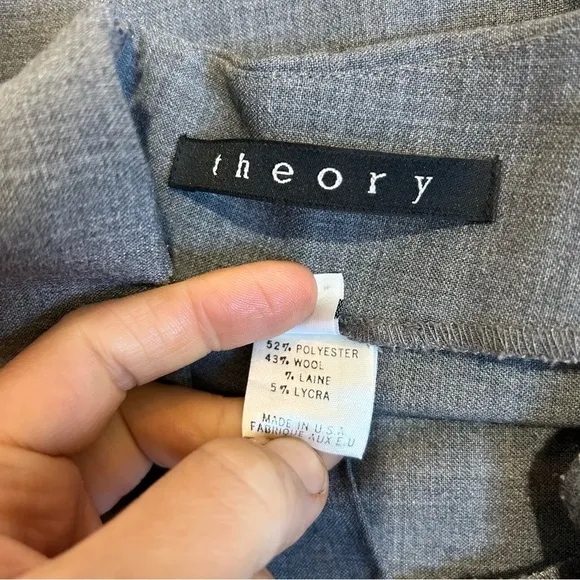 theory
52% POLYESTER
43% WOOL
% LAINE
5% LYCRA
MADE IN U.S.A
FABRIQUE AUX E.U